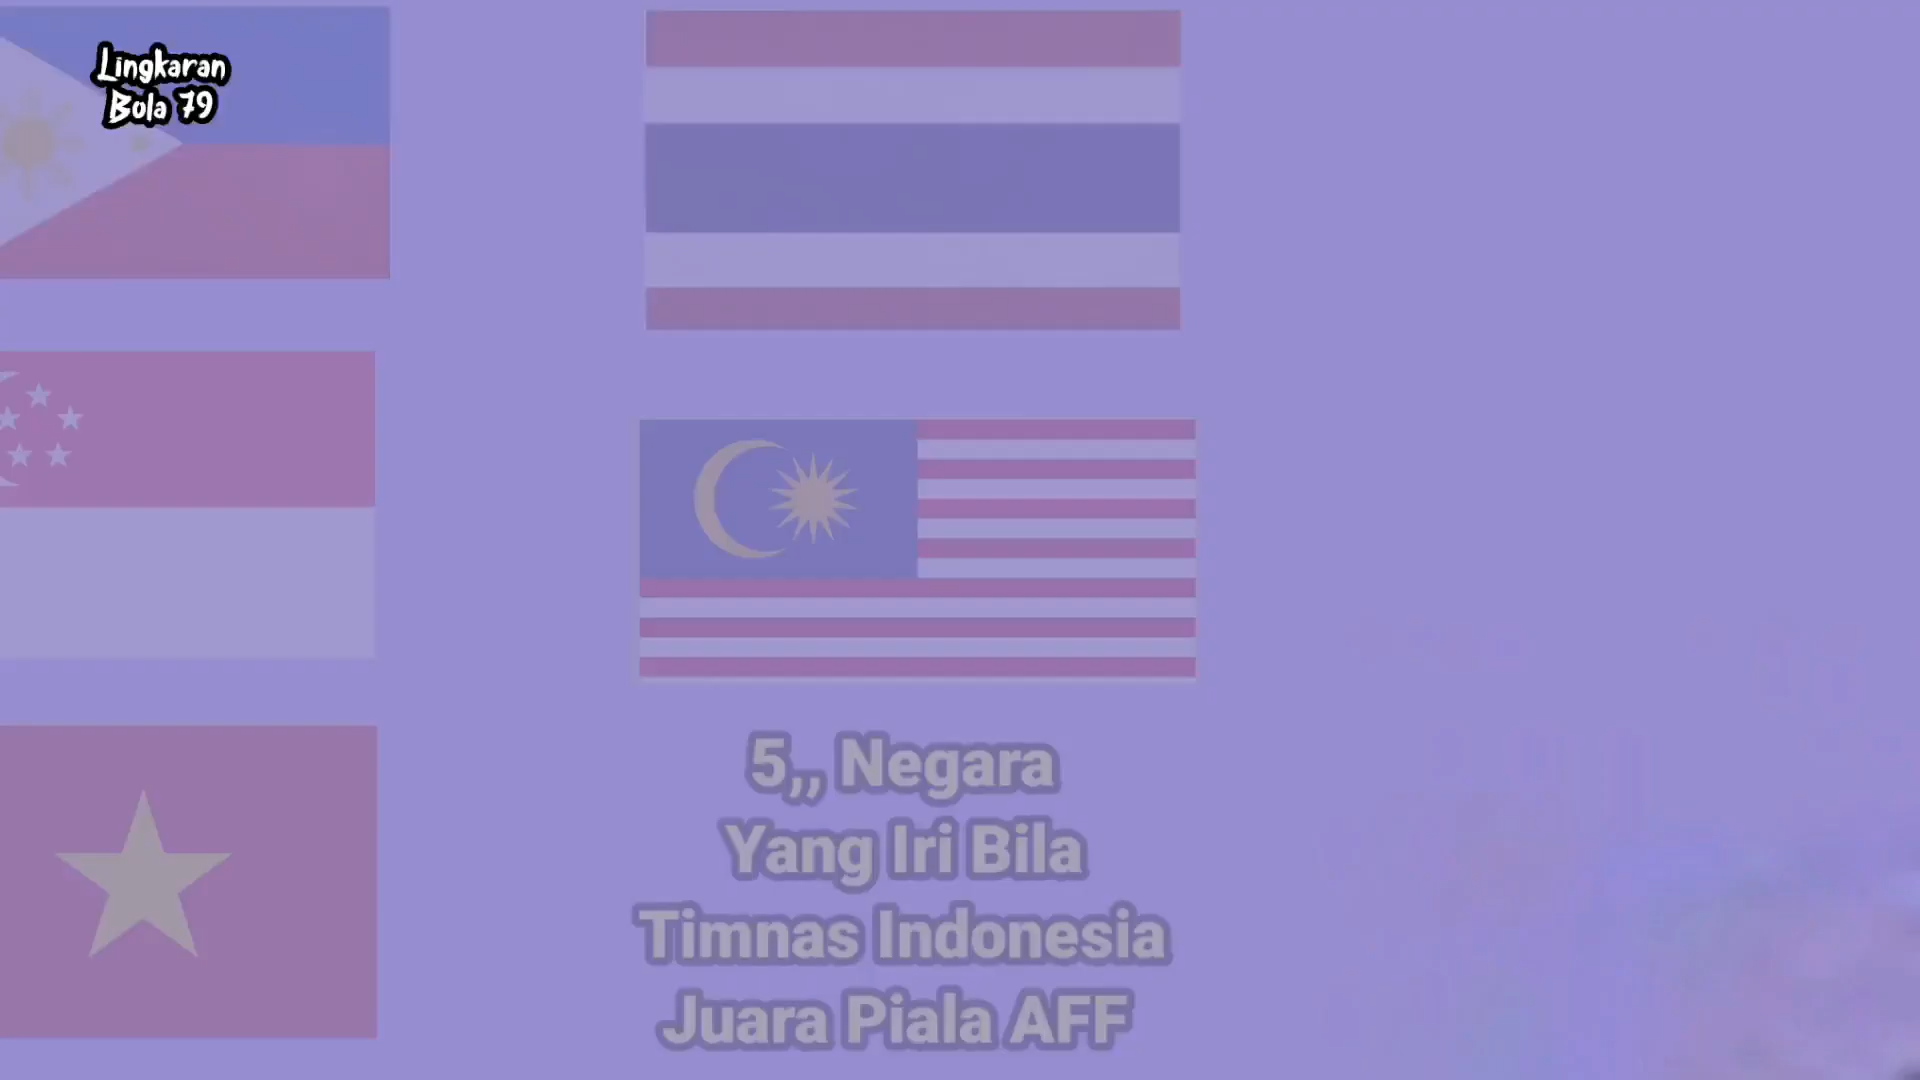 Lingkaran
Bola 79
5,, Negara
Yang Iri Bila
Timnas Indonesia
Juara Piala AFF